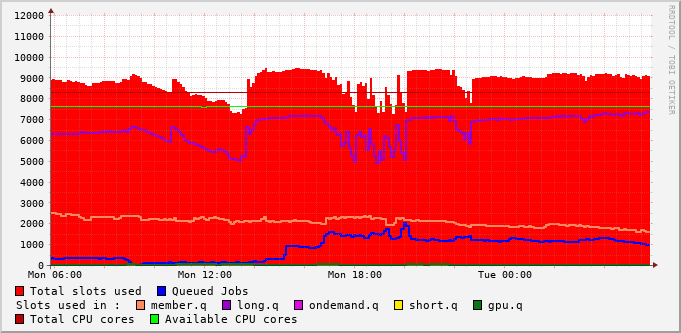 12000
11000
10000
9000
8000
7000
6000
5000
4000
3000
2000
1000
0
Mon 06:00 Mon 12:00 Mon 18:00 Tue 00:00
Total slots used Queued Jobs
Slots used in : member.q long.q ondemand.q short.q gpu.q
Total CPU cores Available CPU cores
RRDTOOL / TOBI OETIKER